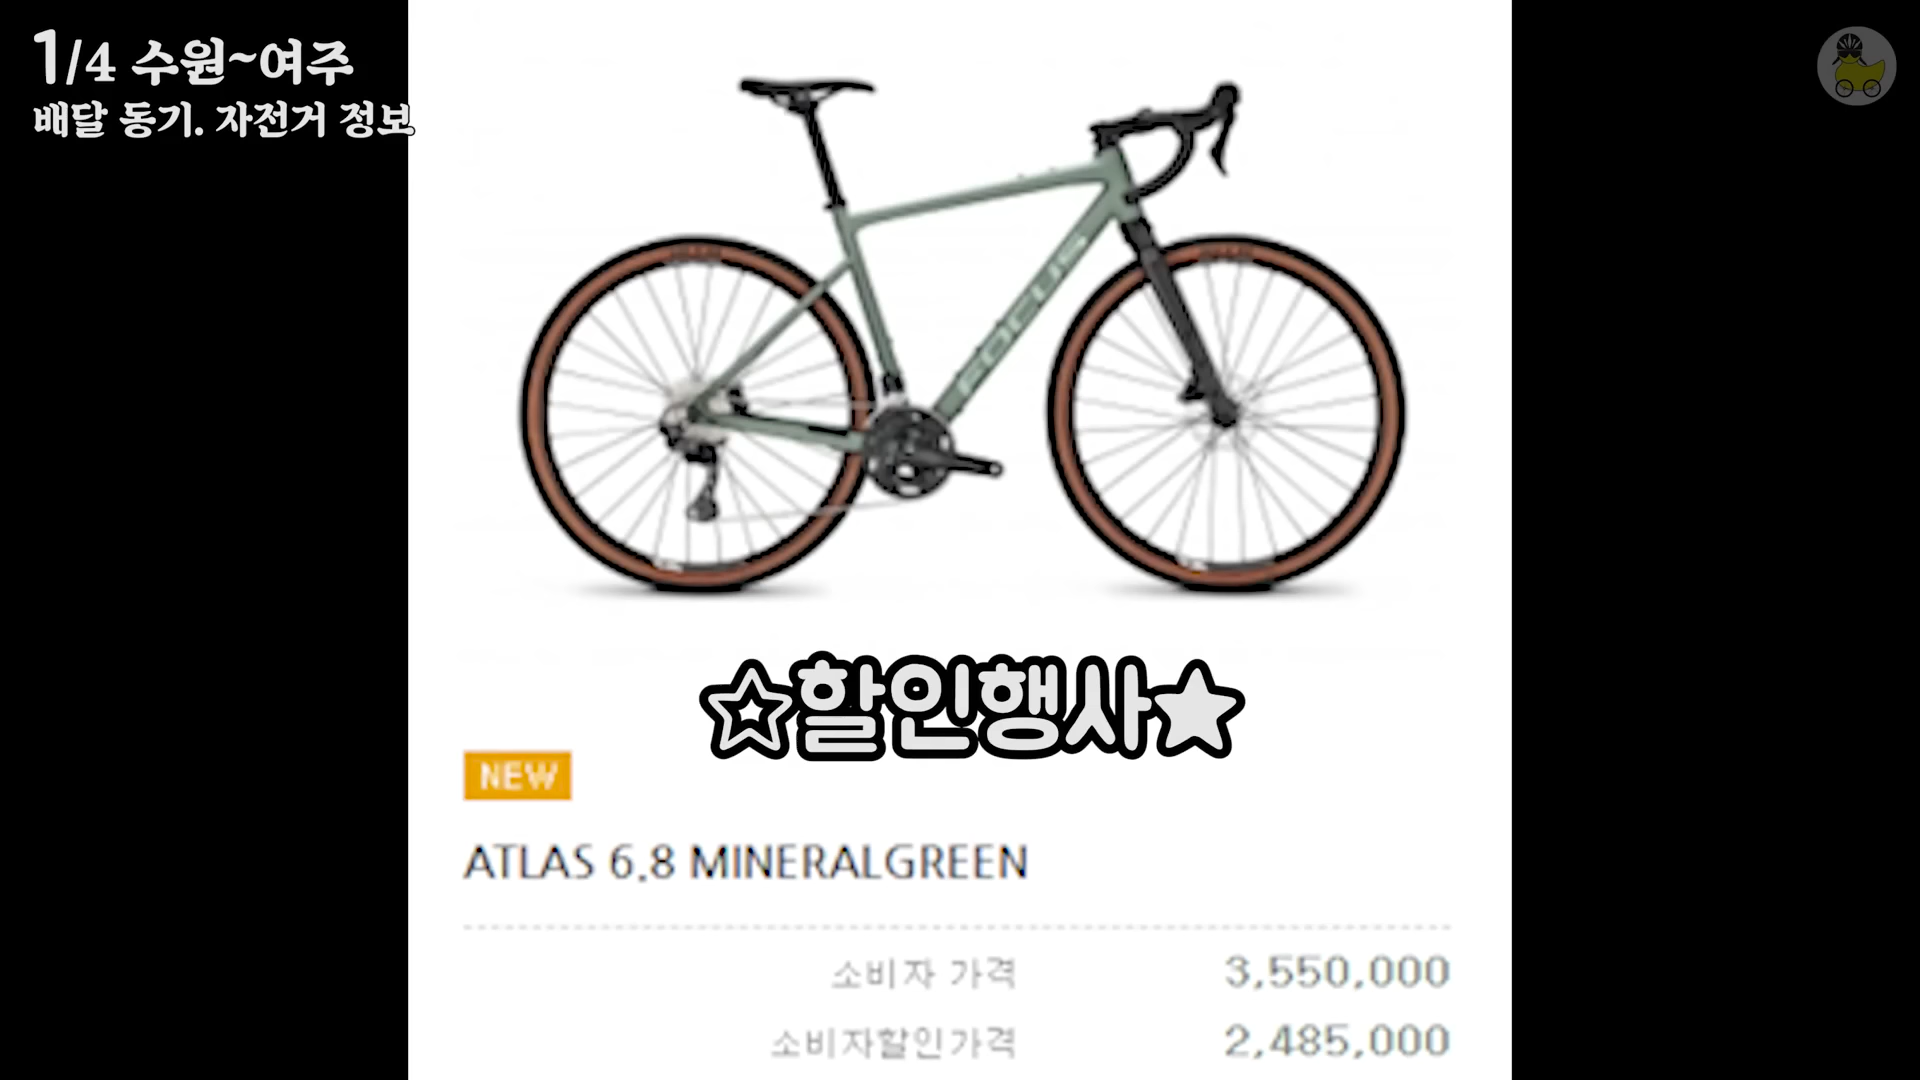 1/4 수원~여주
배달 동기. 자전거 정보
FOCUS
☆할인행사★
NEW
ATLAS 6.8 MINERALGREEN
소비자 가격 3,550,000
소비자할인가격 2,485,000